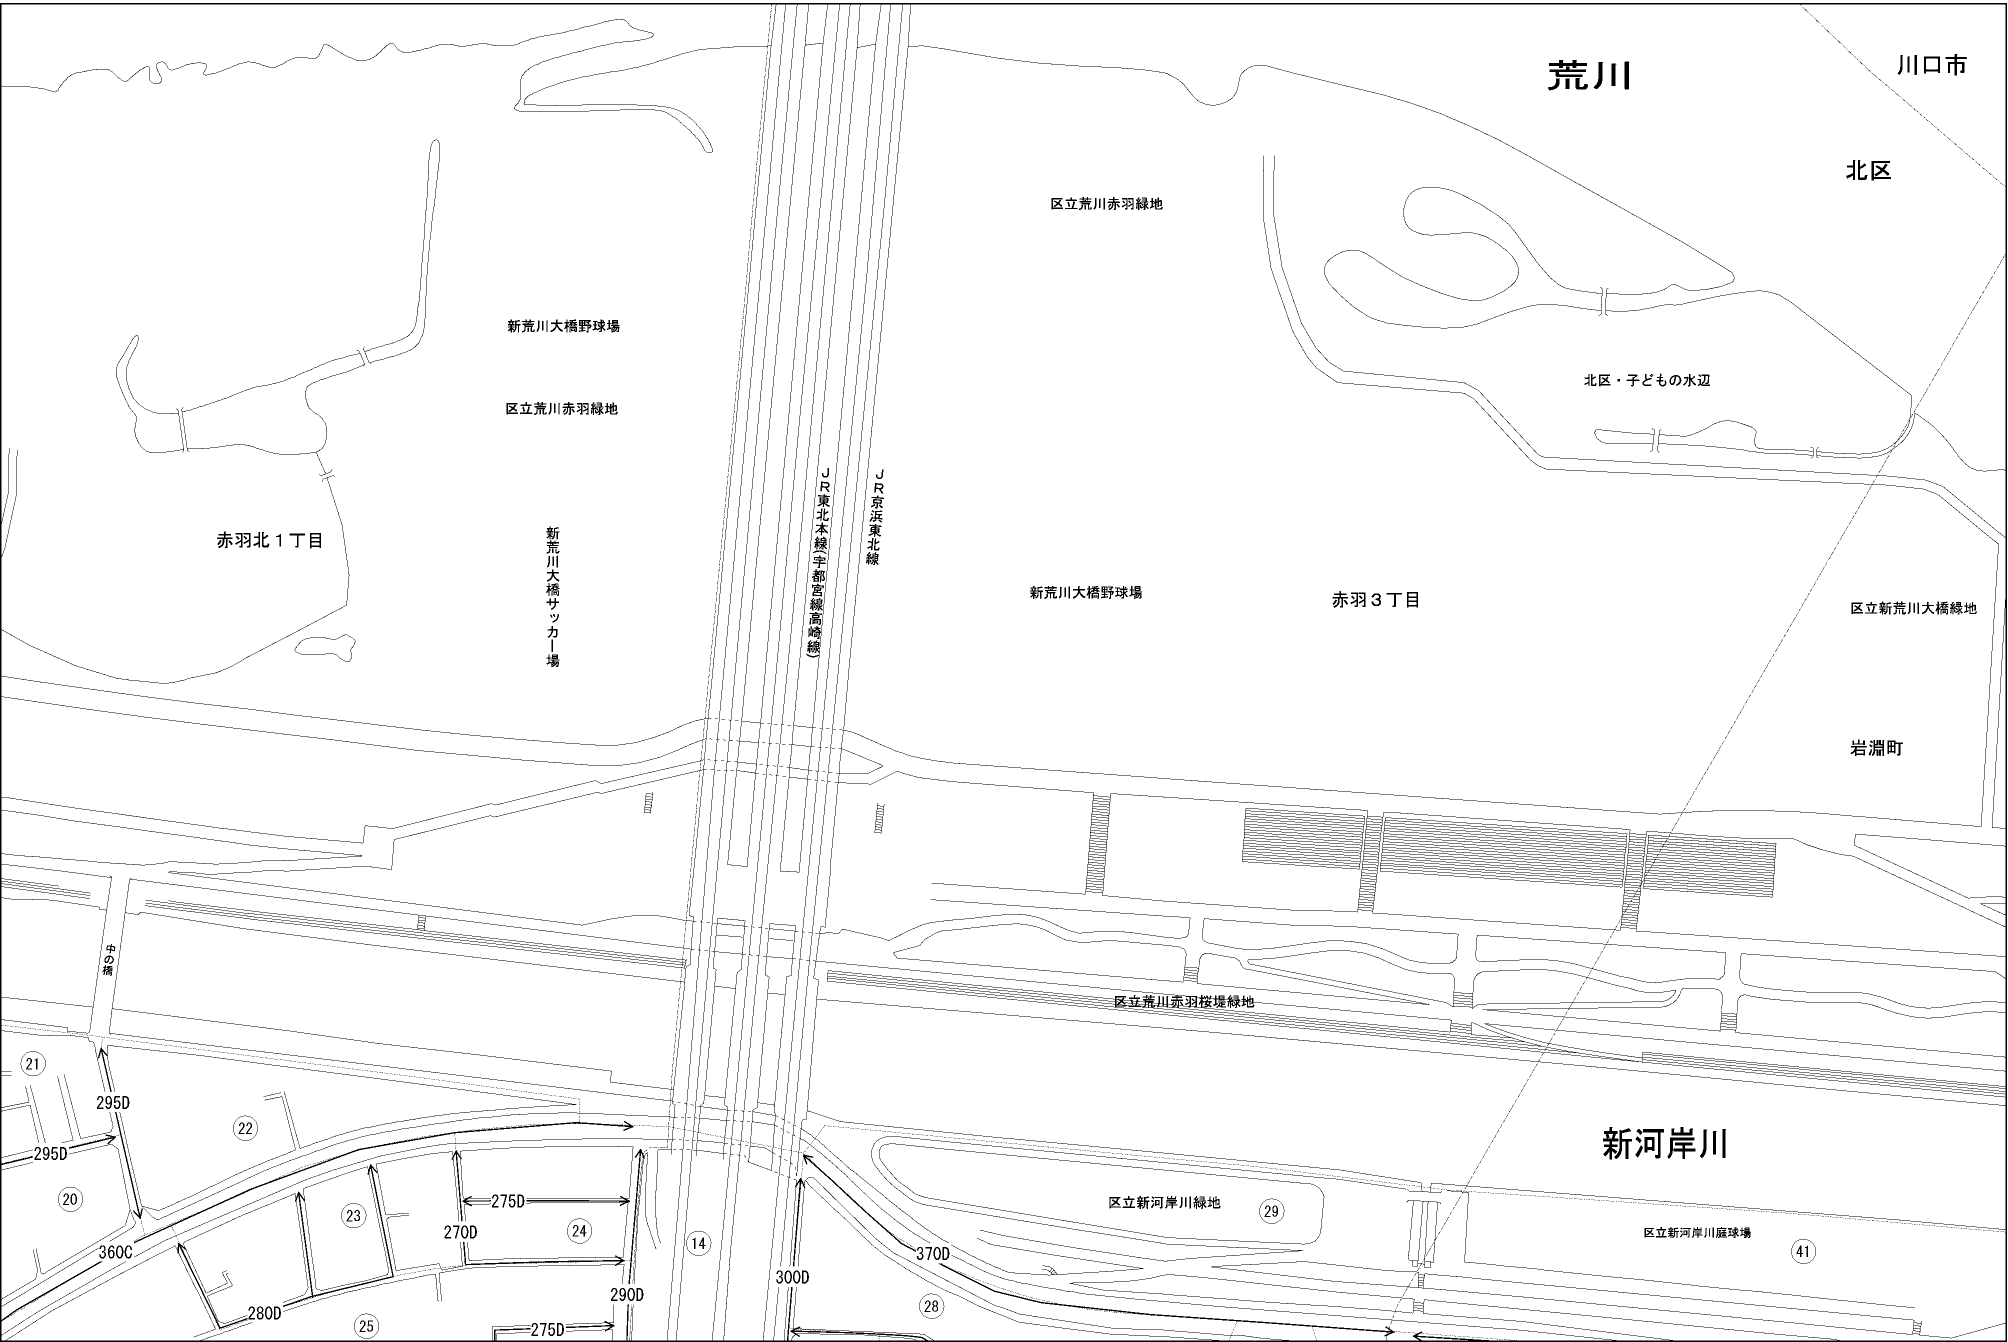 荒川
川口市
北区
区立荒川赤羽緑地
新荒川大橋野球場
北区・子どもの水辺
区立荒川赤羽緑地
JR東北本線(宇都宮線高崎線)
JR京浜東北線
赤羽北1丁目
新荒川大橋サッカー場
新荒川大橋野球場
赤羽3丁目
区立新荒川大橋緑地
岩淵町
中の橋
区立荒川赤羽桜堤緑地
21
295D
22
新河岸川
295D
20
23
275D
24
270D
14
区立新河岸川緑地
29
区立新河岸川庭球場
41
360C
370D
300D
290D
280D
28
25
275D